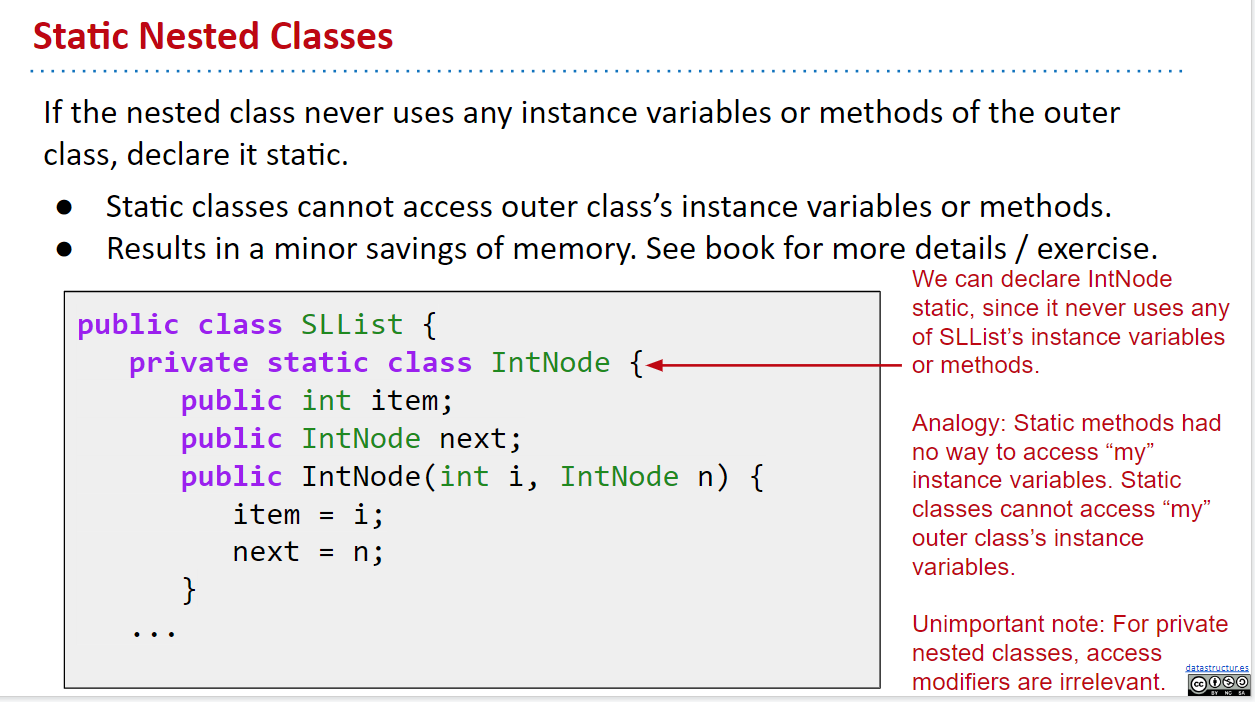 Static Nested Classes
If the nested class never uses any instance variables or methods of the outer
class, declare it static.
● Static classes cannot access outer class’s instance variables or methods.
● Results in a minor savings of memory. See book for more details / exercise.
public class SLList {
private static class IntNode {
public int item;
public IntNode next;
public IntNode(int i, IntNode n) {
item = i;
next = n;
}
...
We can declare IntNode
static, since it never uses any
of SLList’s instance variables
or methods.
Analogy: Static methods had
no way to access “my”
instance variables. Static
classes cannot access “my”
outer class’s instance
variables.
Unimportant note: For private
nested classes, access
modifiers are irrelevant.
datastructur.es
cc
BY NC SA